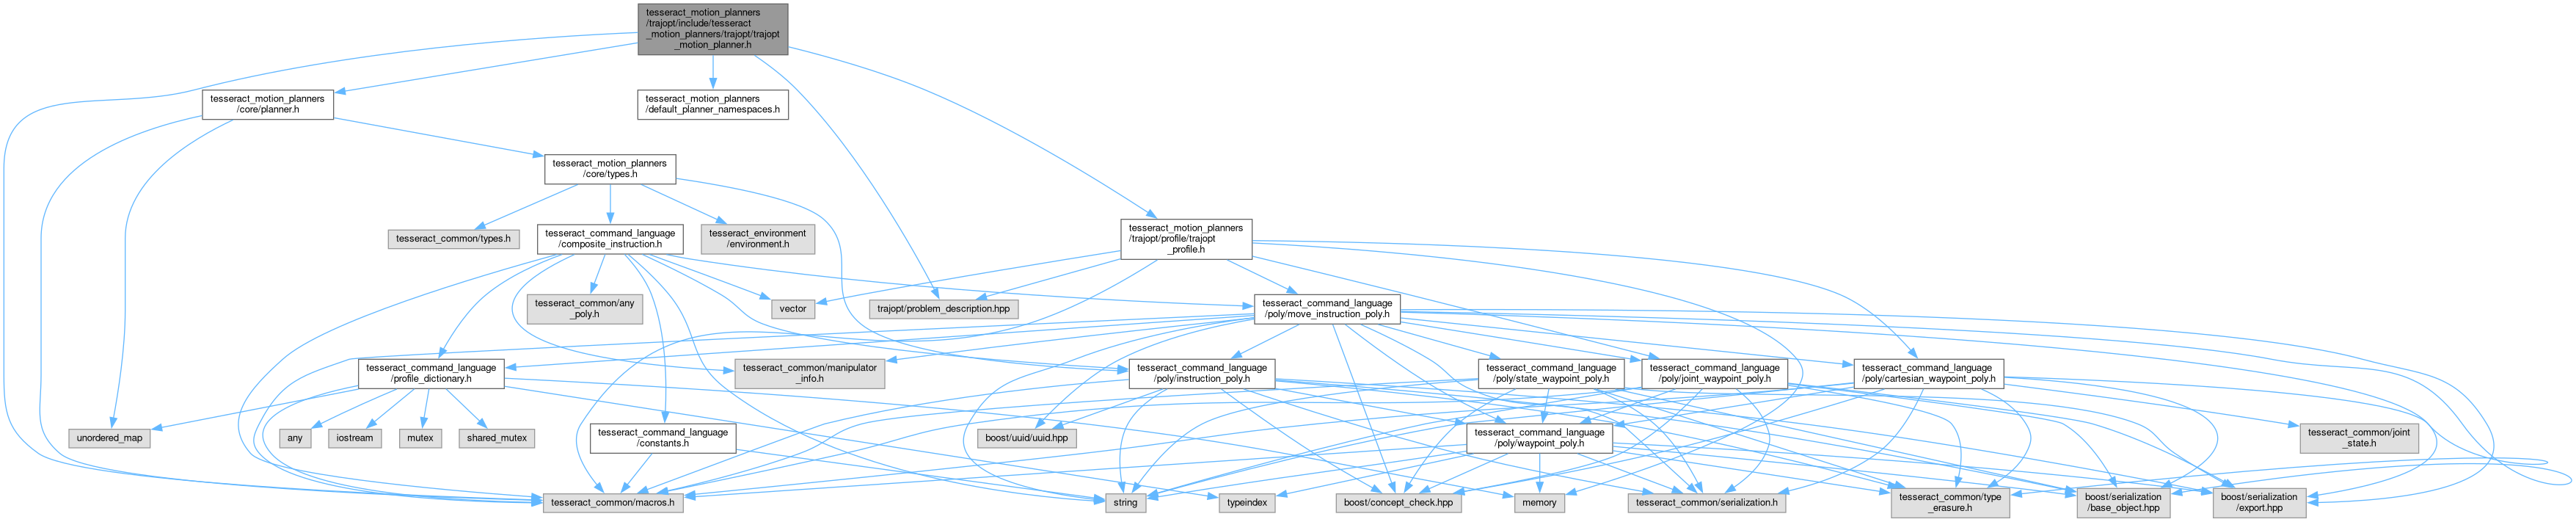 tesseract_motion_planners
/trajopt/include/tesseract
_motion_planners/trajopt/trajopt
_motion_planner.h
tesseract_motion_planners
/core/planner.h
tesseract_motion_planners
/default_planner_namespaces.h
tesseract_motion_planners
/core/types.h
tesseract_common/types.h
tesseract_command_language
/composite_instruction.h
tesseract_environment
/environment.h
tesseract_motion_planners
/trajopt/profile/trajopt
_profile.h
tesseract_common/any
_poly.h
vector
trajopt/problem_description.hpp
tesseract_command_language
/poly/move_instruction_poly.h
tesseract_command_language
/profile_dictionary.h
tesseract_common/manipulator
_info.h
tesseract_command_language
/poly/instruction_poly.h
tesseract_command_language
/poly/state_waypoint_poly.h
tesseract_command_language
/poly/joint_waypoint_poly.h
tesseract_command_language
/poly/cartesian_waypoint_poly.h
unordered_map
any
iostream
mutex
shared_mutex
tesseract_command_language
/constants.h
boost/uuid/uuid.hpp
tesseract_command_language
/poly/waypoint_poly.h
tesseract_common/joint
_state.h
tesseract_common/macros.h
string
typeindex
boost/concept_check.hpp
memory
tesseract_common/serialization.h
tesseract_common/type
_erasure.h
boost/serialization
/base_object.hpp
boost/serialization
/export.hpp